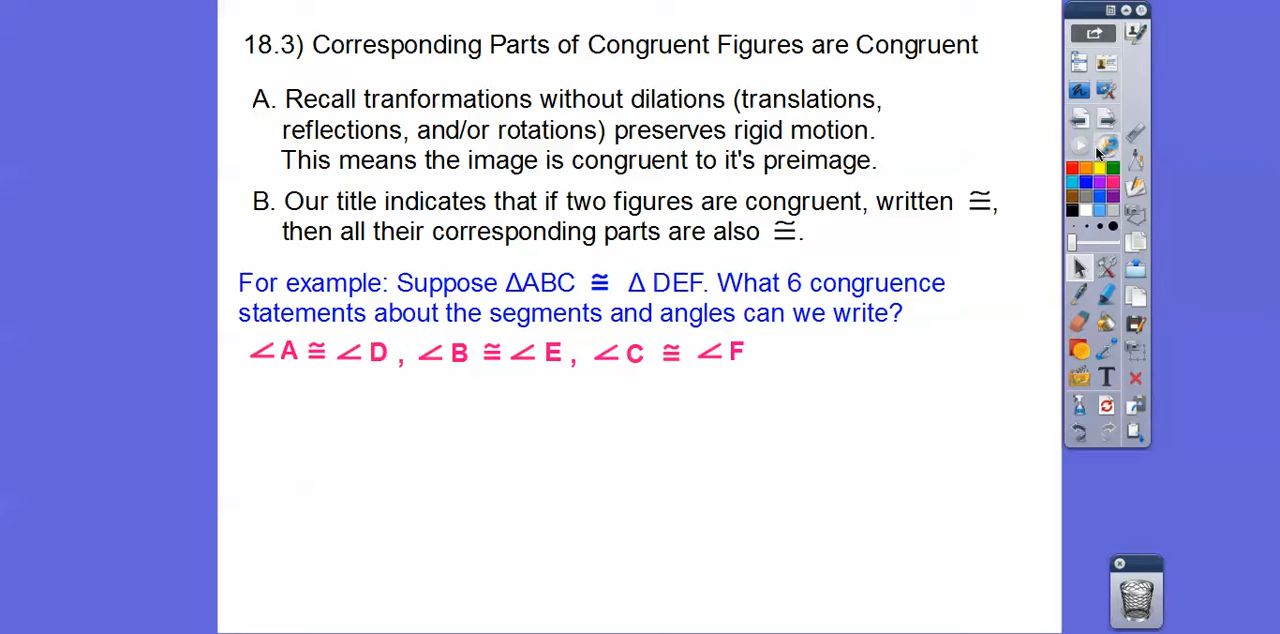 18.3) Corresponding Parts of Congruent Figures are Congruent
A. Recall tranformations without dilations (translations,
reflections, and/or rotations) preserves rigid motion.
This means the image is congruent to it's preimage.
B. Our title indicates that if two figures are congruent, written ≅,
then all their corresponding parts are also ≅.
For example: Suppose ΔABC ≅ Δ DEF. What 6 congruence
statements about the segments and angles can we write?
∠A ≅ ∠D , ∠B ≅ ∠E , ∠C ≅ ∠F